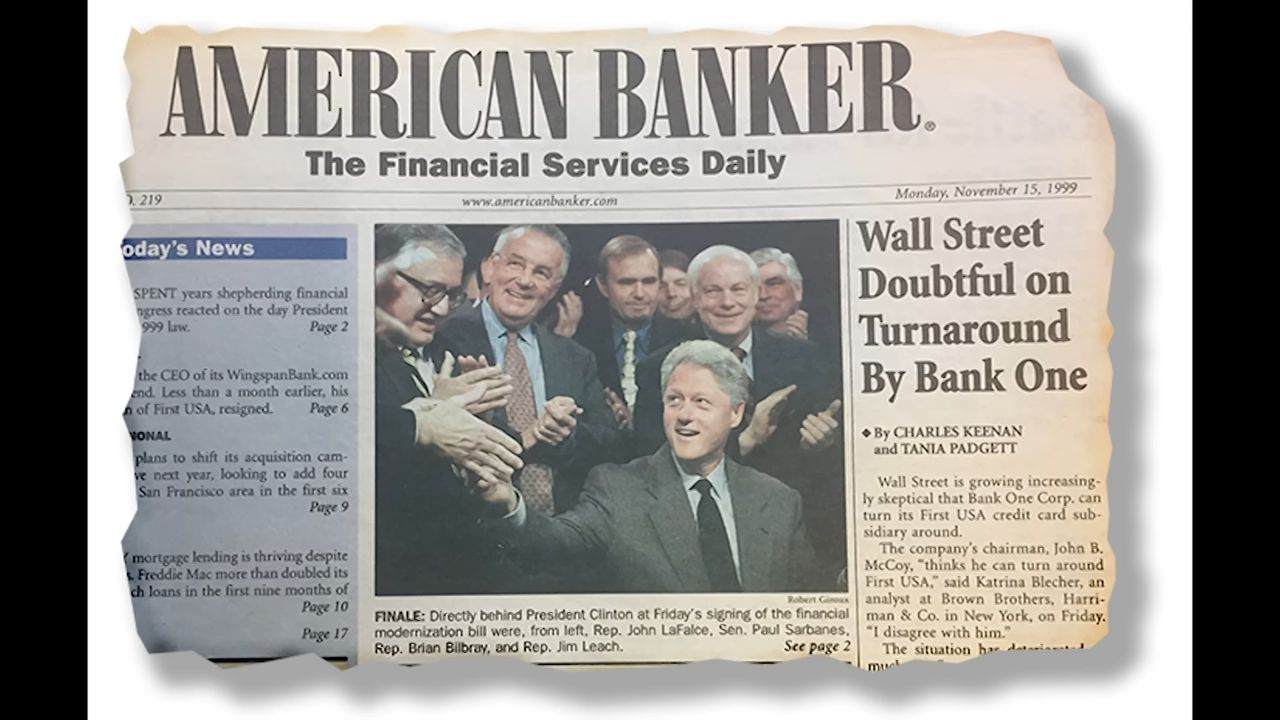 AMERICAN BANKER®
The Financial Services Daily
. 219
www.americanbanker.com
Monday, November 15, 1999
oday's News
SPENT years shepherding financial
ngress reacted on the day President
999 law. Page 2
the CEO of its WingspanBank.com
end. Less than a month earlier, his
of First USA, resigned. Page 6
IONAL
plans to shift its acquisition cam-
ve next year, looking to add four
San Francisco area in the first six
Page 9
mortgage lending is thriving despite
. Freddie Mac more than doubled its
ch loans in the first nine months of
Page 10
Page 17
Robert Giroux
FINALE: Directly behind President Clinton at Friday's signing of the financial
modernization bill were, from left, Rep. John LaFalce, Sen. Paul Sarbanes,
Rep. Brian Bilbray, and Rep. Jim Leach. See page 2
Wall Street
Doubtful on
Turnaround
By Bank One
◆ By CHARLES KEENAN
and TANIA PADGETT
Wall Street is growing increasing-
ly skeptical that Bank One Corp. can
turn its First USA credit card sub-
sidiary around.
The company's chairman, John B.
McCoy, "thinks he can turn around
First USA," said Katrina Blecher, an
analyst at Brown Brothers, Harri-
man & Co. in New York, on Friday.
"I disagree with him."
The situation has deteriorated